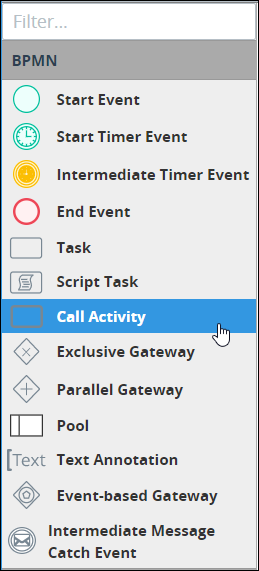 Filter...
BPMN
Start Event
Start Timer Event
Intermediate Timer Event
End Event
Task
Script Task
Call Activity
Exclusive Gateway
Parallel Gateway
Pool
[Text Text Annotation
Event-based Gateway
Intermediate Message
Catch Event